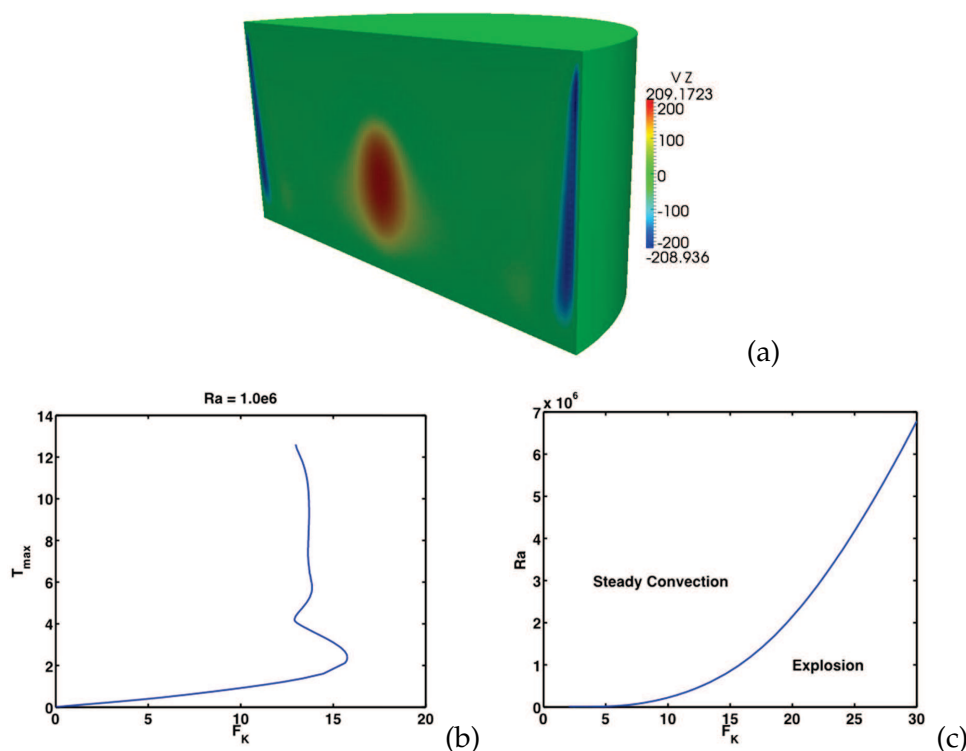 V Z
209.1723
200
100
0
-100
-200
-208.936
(a)
Ra = 1.0e6
14
12
10
8
6
4
2
0
T_max
0 5 10 15 20
F_K
(b)
x 10^6
7
6
5
4
3
2
1
0
Ra
Steady Convection
Explosion
0 5 10 15 20 25 30
F_K
(c)